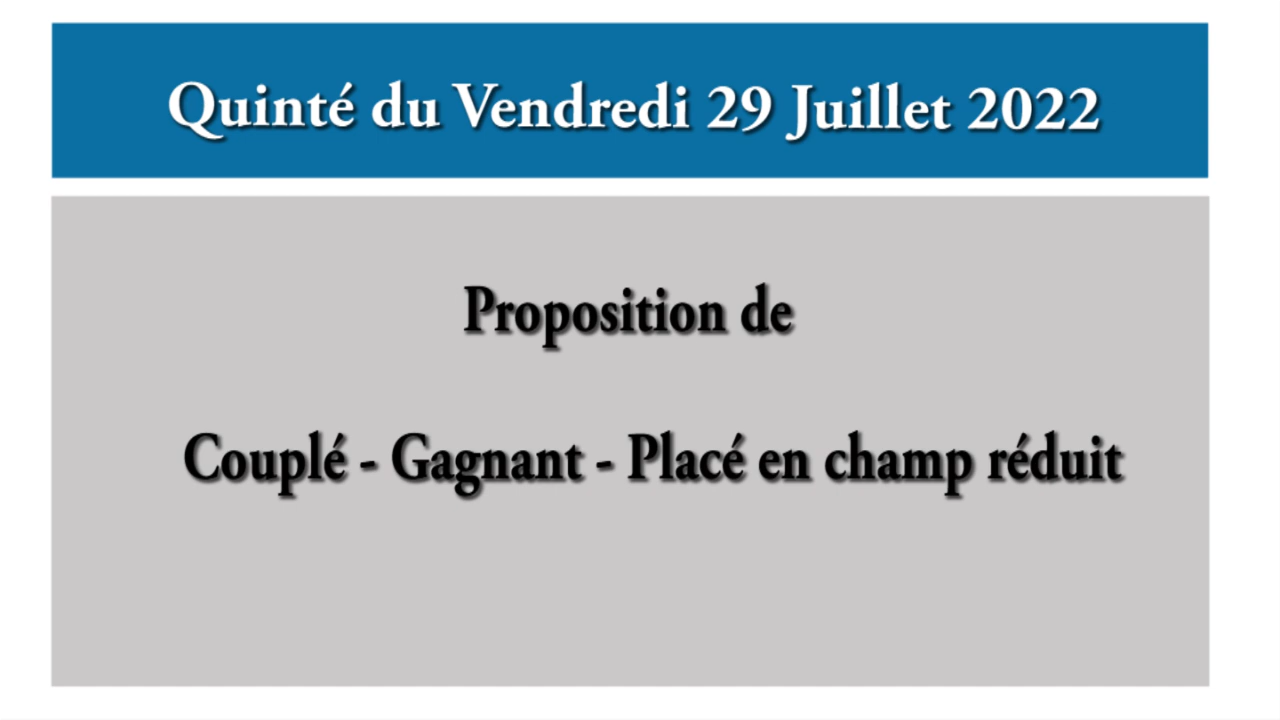 Quinté du Vendredi 29 Juillet 2022
Proposition de
Couplé - Gagnant - Placé en champ réduit